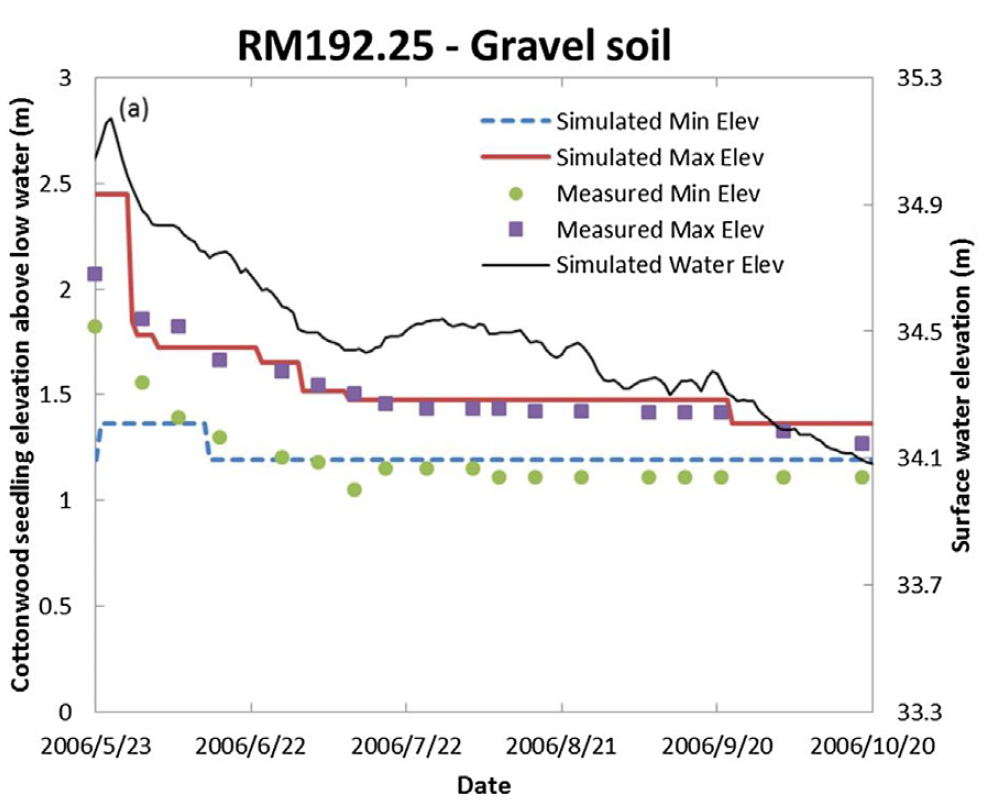 RM192.25 - Gravel soil
(a)
Simulated Min Elev
Simulated Max Elev
Measured Min Elev
Measured Max Elev
Simulated Water Elev
Cottonwood seedling elevation above low water (m)
3
2.5
2
1.5
1
0.5
0
35.3
34.9
34.5
34.1
33.7
33.3
Surface water elevation (m)
2006/5/23 2006/6/22 2006/7/22 2006/8/21 2006/9/20 2006/10/20
Date